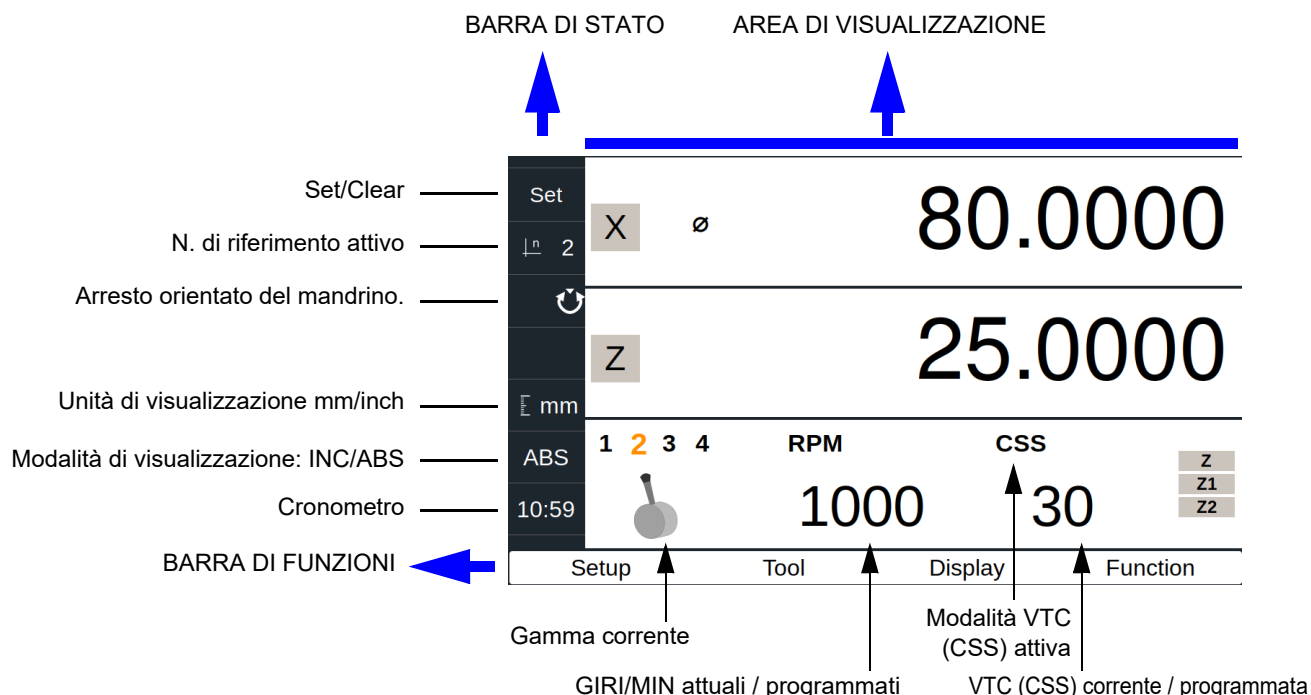 BARRA DI STATO
AREA DI VISUALIZZAZIONE
Set/Clear
N. di riferimento attivo
Arresto orientato del mandrino.
Unità di visualizzazione mm/inch
Modalità di visualizzazione: INC/ABS
Cronometro
BARRA DI FUNZIONI
Set
n 2
mm
ABS
10:59
X ⌀ 80.0000
Z 25.0000
1 2 3 4
RPM
CSS
1000
30
Z
Z1
Z2
Setup Tool Display Function
Gamma corrente
Modalità VTC
(CSS) attiva
GIRI/MIN attuali / programmati
VTC (CSS) corrente / programmata